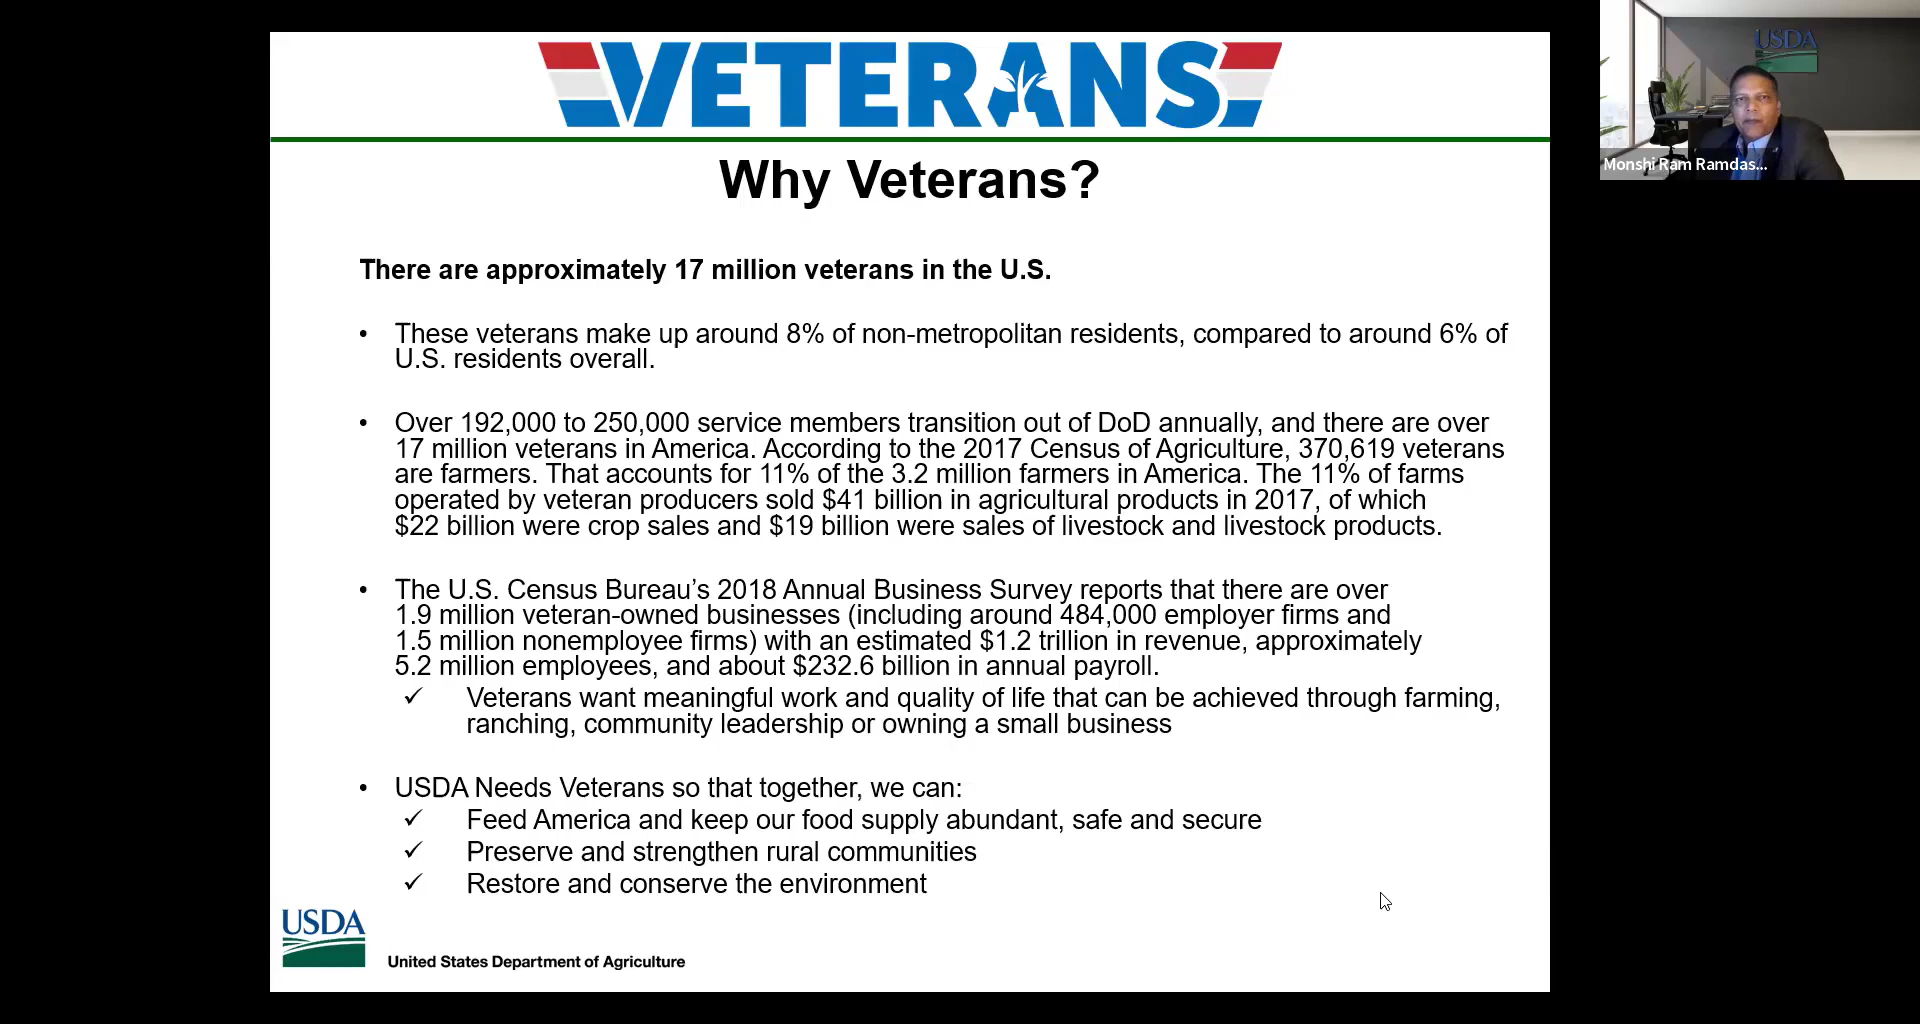 VETERANS
Why Veterans?
There are approximately 17 million veterans in the U.S.
• These veterans make up around 8% of non-metropolitan residents, compared to around 6% of
U.S. residents overall.
• Over 192,000 to 250,000 service members transition out of DoD annually, and there are over
17 million veterans in America. According to the 2017 Census of Agriculture, 370,619 veterans
are farmers. That accounts for 11% of the 3.2 million farmers in America. The 11% of farms
operated by veteran producers sold $41 billion in agricultural products in 2017, of which
$22 billion were crop sales and $19 billion were sales of livestock and livestock products.
• The U.S. Census Bureau’s 2018 Annual Business Survey reports that there are over
1.9 million veteran-owned businesses (including around 484,000 employer firms and
1.5 million nonemployee firms) with an estimated $1.2 trillion in revenue, approximately
5.2 million employees, and about $232.6 billion in annual payroll.
✓ Veterans want meaningful work and quality of life that can be achieved through farming,
ranching, community leadership or owning a small business
• USDA Needs Veterans so that together, we can:
✓ Feed America and keep our food supply abundant, safe and secure
✓ Preserve and strengthen rural communities
✓ Restore and conserve the environment
USDA
United States Department of Agriculture
USDA
Monshi Ram Ramdas...